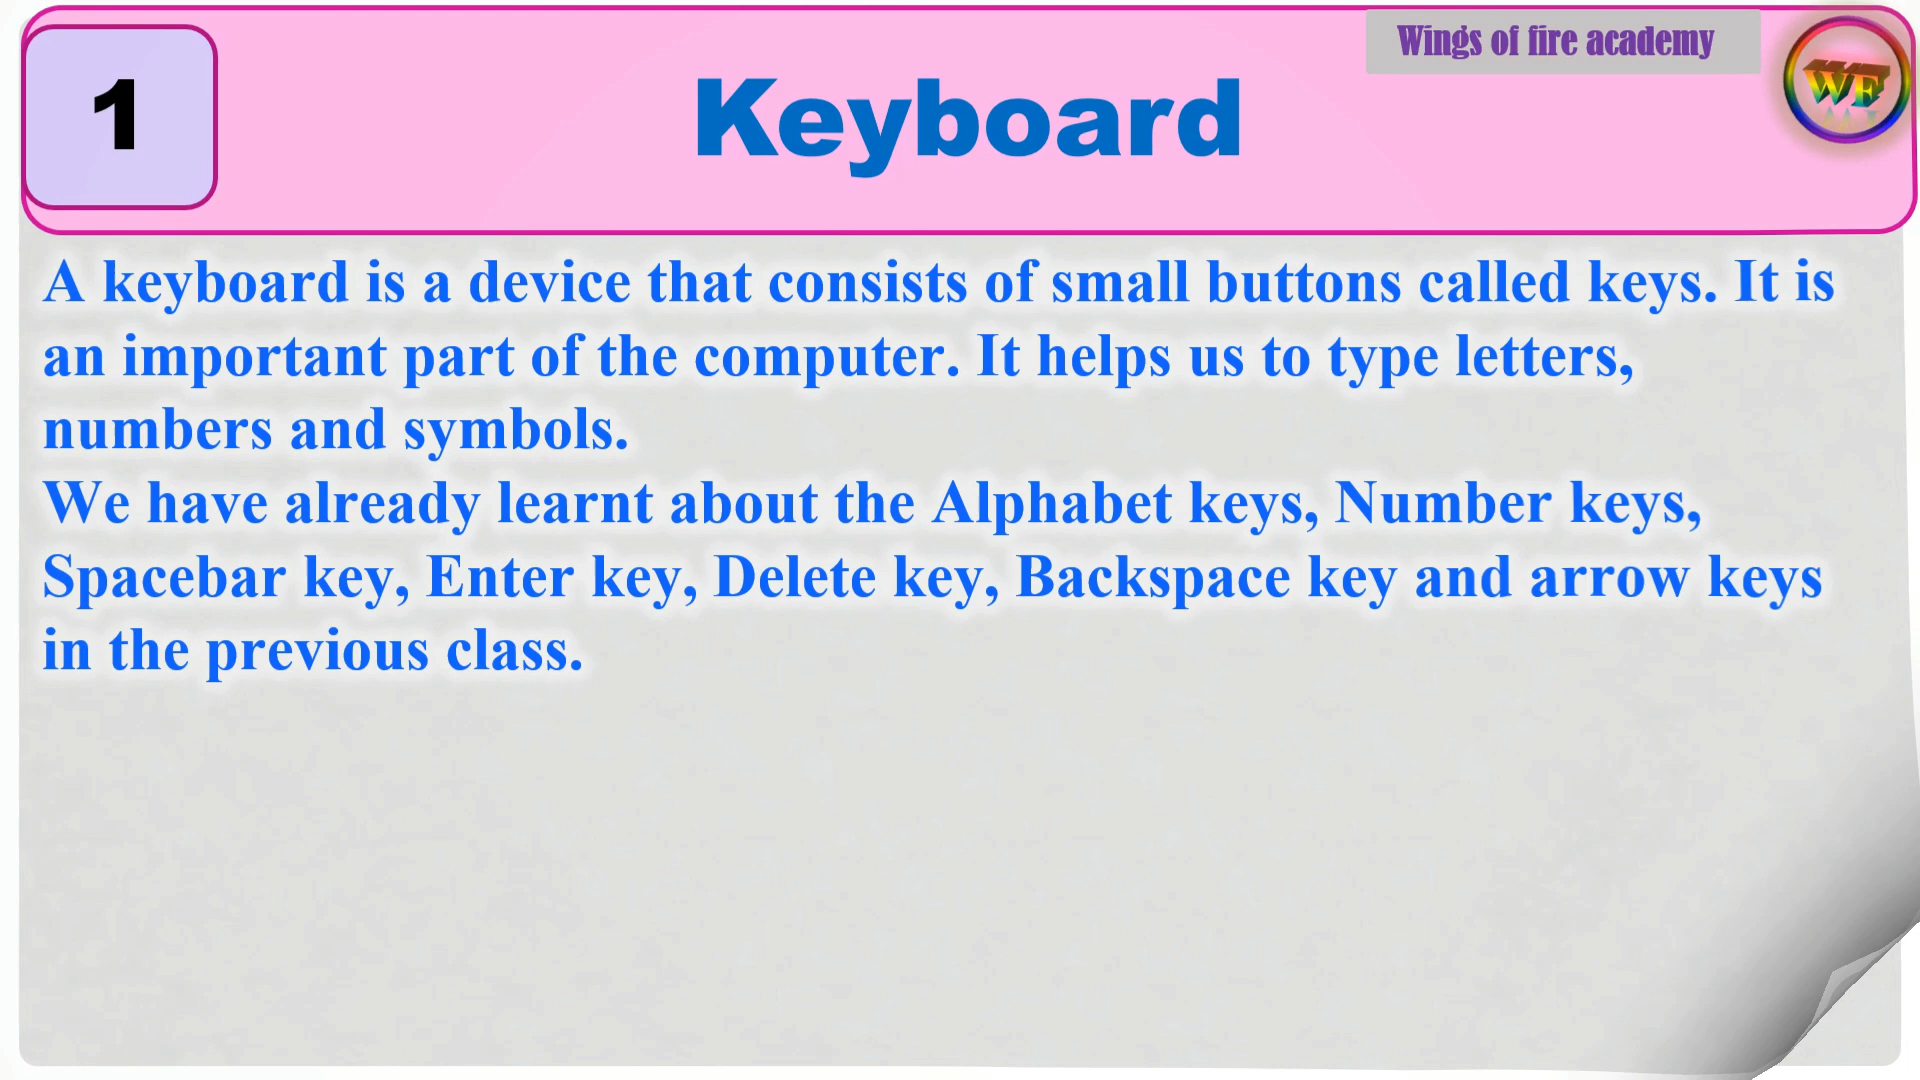 Wings of fire academy
WF
1
Keyboard
A keyboard is a device that consists of small buttons called keys. It is
an important part of the computer. It helps us to type letters,
numbers and symbols.
We have already learnt about the Alphabet keys, Number keys,
Spacebar key, Enter key, Delete key, Backspace key and arrow keys
in the previous class.